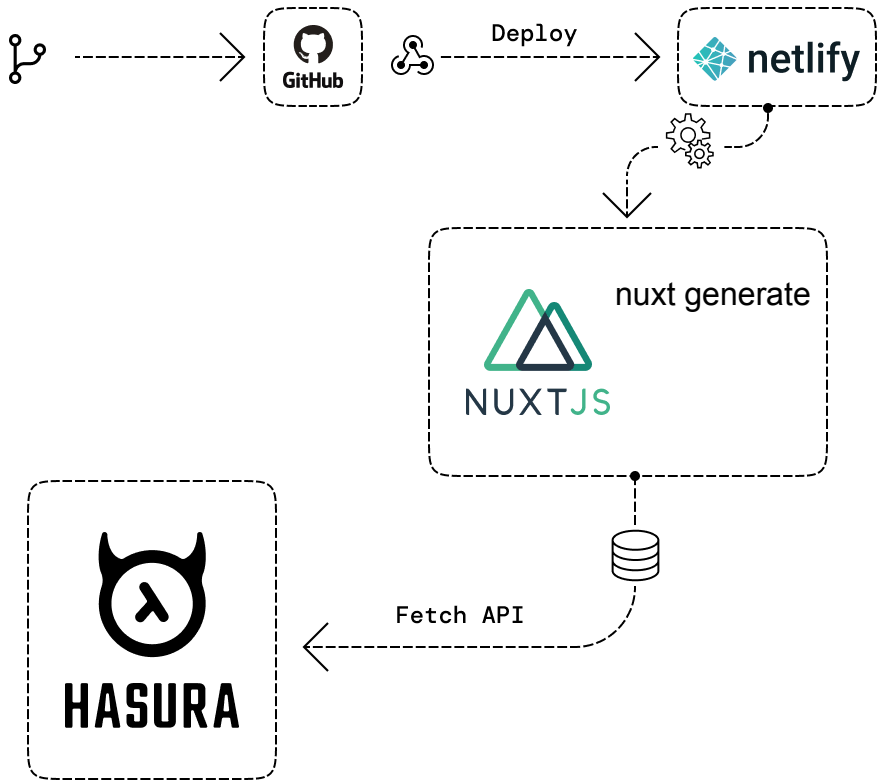 Deploy
GitHub
netlify
nuxt generate
NUXTJS
Fetch API
HASURA